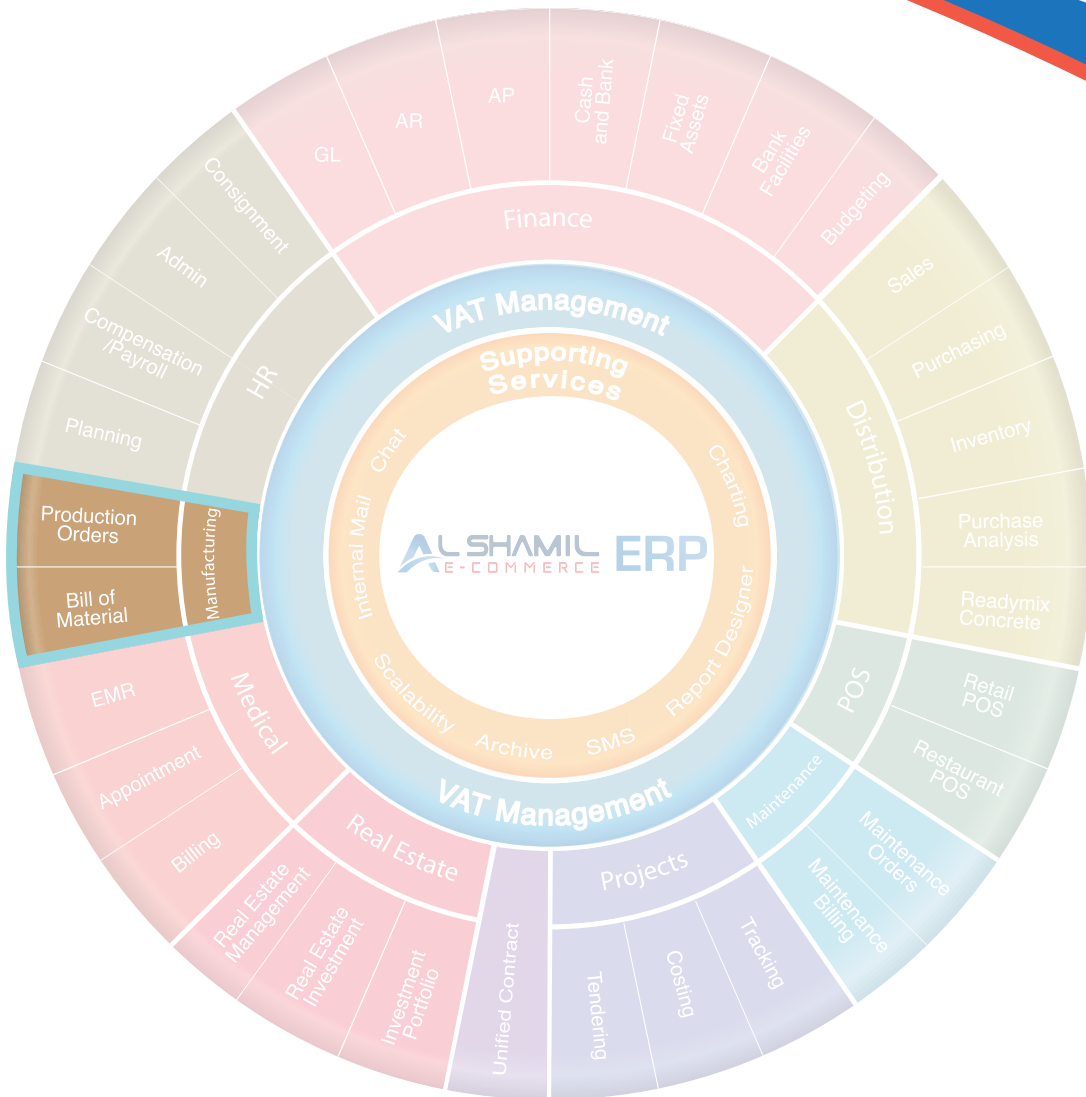 GL
AR
AP
Cash
and Bank
Fixed
Assets
Bank
Facilities
Budgeting
Finance
Sales
Purchasing
Inventory
Purchase
Analysis
Readymix
Concrete
Distribution
Retail
POS
Restaurant
POS
POS
Maintenance
Orders
Maintenance
Billing
Maintenance
Tracking
Costing
Tendering
Projects
Unified Contract
Investment
Portfolio
Real Estate
Investment
Real Estate
Management
Real Estate
Billing
Appointment
EMR
Medical
Bill of
Material
Production
Orders
Manufacturing
Planning
Compensation
/Payroll
Admin
Consignment
HR
VAT Management
Supporting
Services
Charting
Report Designer
SMS
Archive
Scalability
Internal Mail
Chat
VAT Management
AL SHAMIL ERP
E-COMMERCE